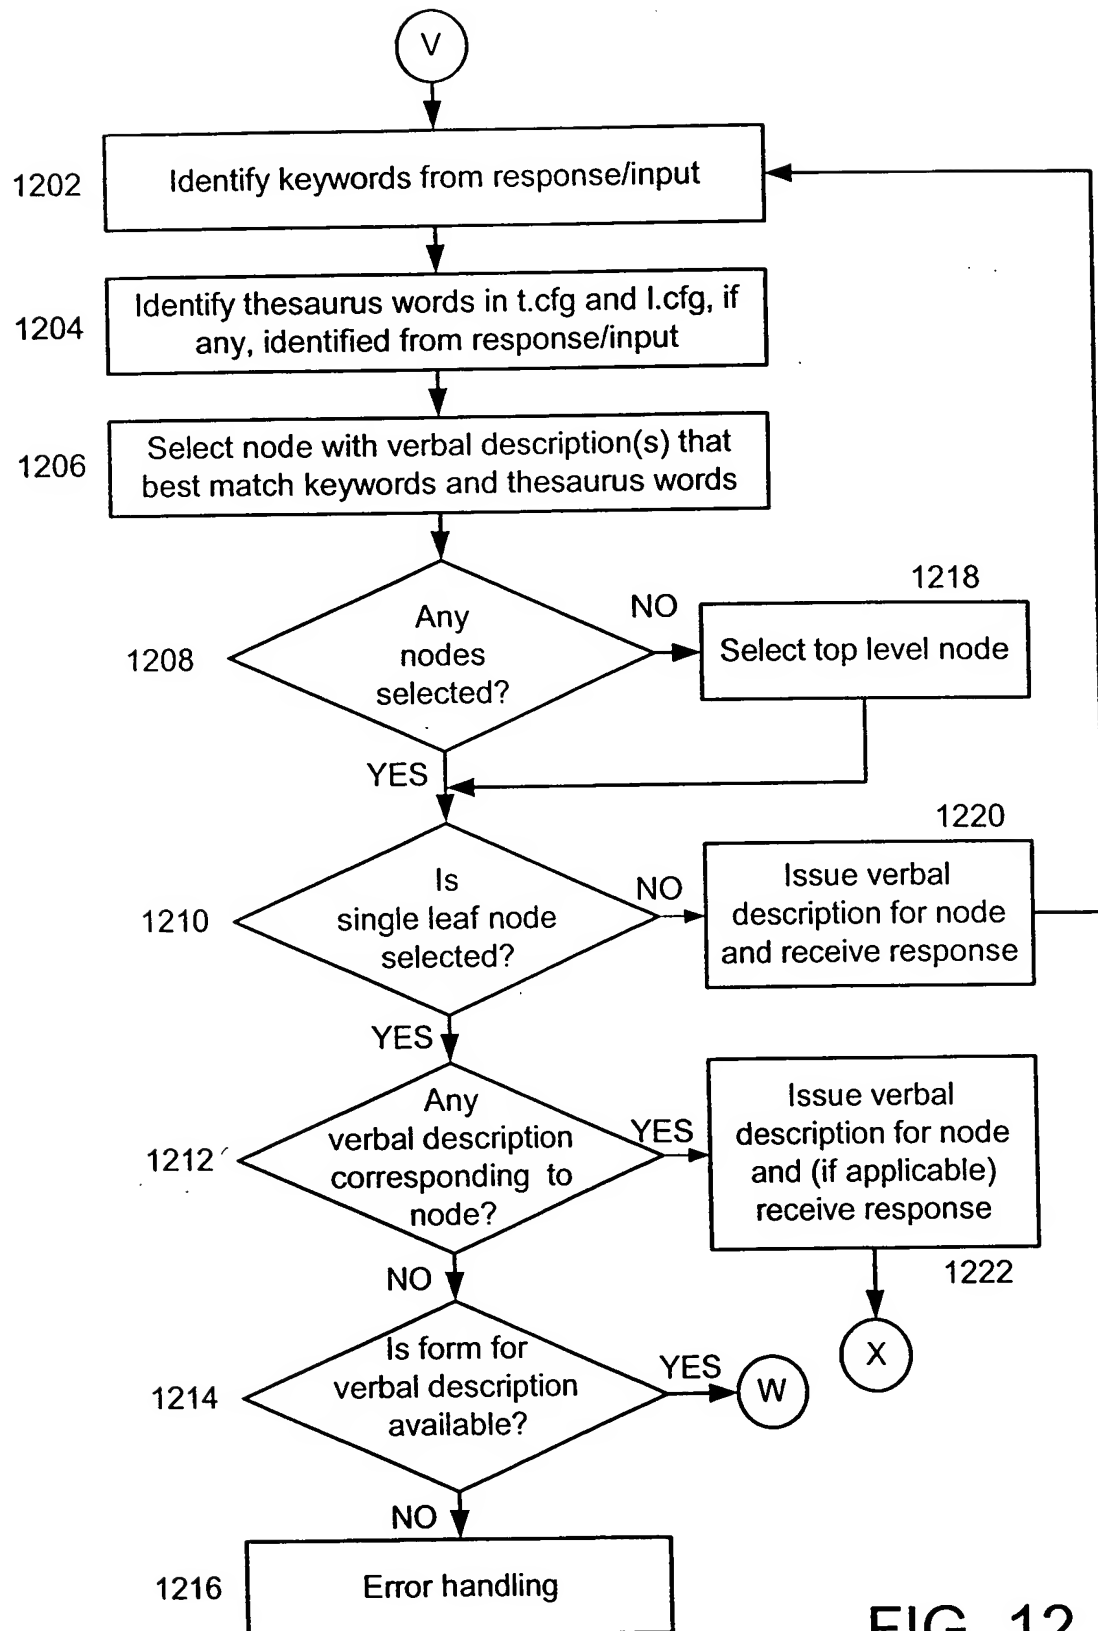 V
1202
Identify keywords from response/input
1204
Identify thesaurus words in t.cfg and l.cfg, if
any, identified from response/input
1206
Select node with verbal description(s) that
best match keywords and thesaurus words
1208
Any
nodes
selected?
NO
1218
Select top level node
YES
1210
Is
single leaf node
selected?
NO
1220
Issue verbal
description for node
and receive response
YES
1212
Any
verbal description
corresponding to
node?
YES
Issue verbal
description for node
and (if applicable)
receive response
1222
X
NO
1214
Is form for
verbal description
available?
YES
W
NO
1216
Error handling
FIG. 12